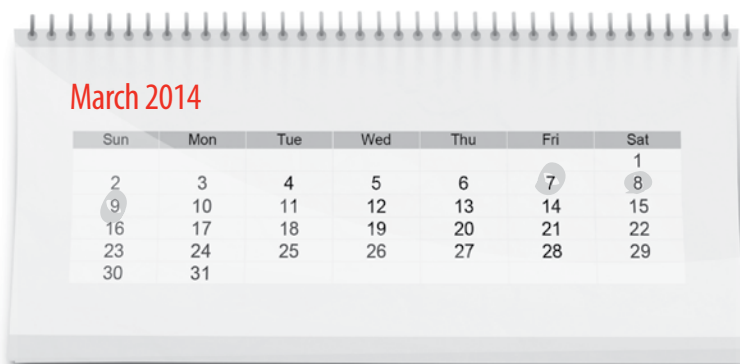 March 2014
Sun Mon Tue Wed Thu Fri Sat
1
2 3 4 5 6 7 8
9 10 11 12 13 14 15
16 17 18 19 20 21 22
23 24 25 26 27 28 29
30 31